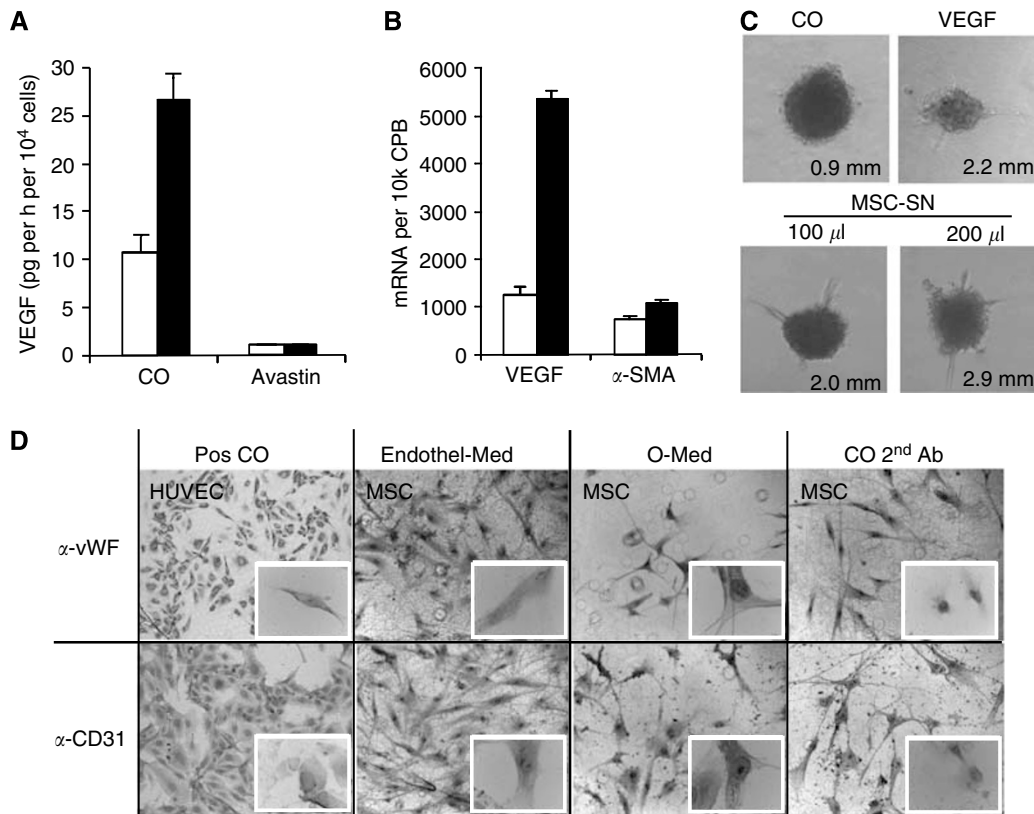 A
VEGF (pg per h per 10⁴ cells)
30
25
20
15
10
5
0
CO Avastin
B
mRNA per 10k CPB
6000
5000
4000
3000
2000
1000
0
VEGF α-SMA
C
CO VEGF
0.9 mm 2.2 mm
MSC-SN
100 μl 200 μl
2.0 mm 2.9 mm
D
Pos CO Endothel-Med O-Med CO 2ⁿᵈ Ab
HUVEC MSC MSC MSC
α-vWF
α-CD31